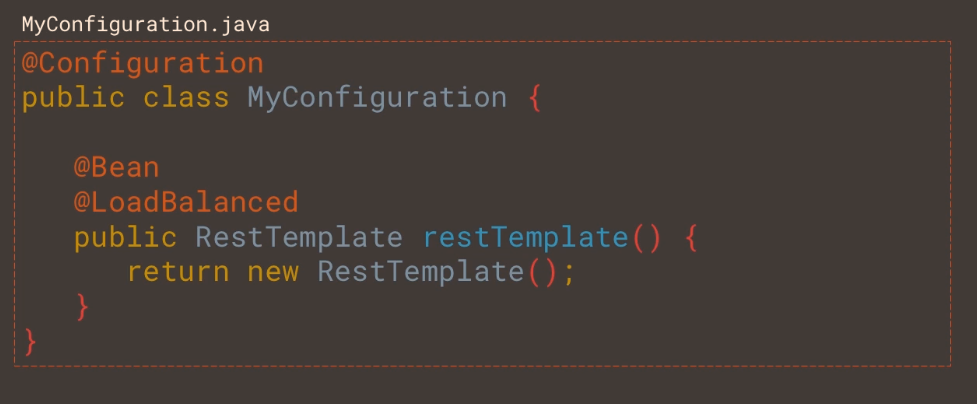 MyConfiguration.java
@Configuration
public class MyConfiguration {
@Bean
@LoadBalanced
public RestTemplate restTemplate() {
return new RestTemplate();
}
}